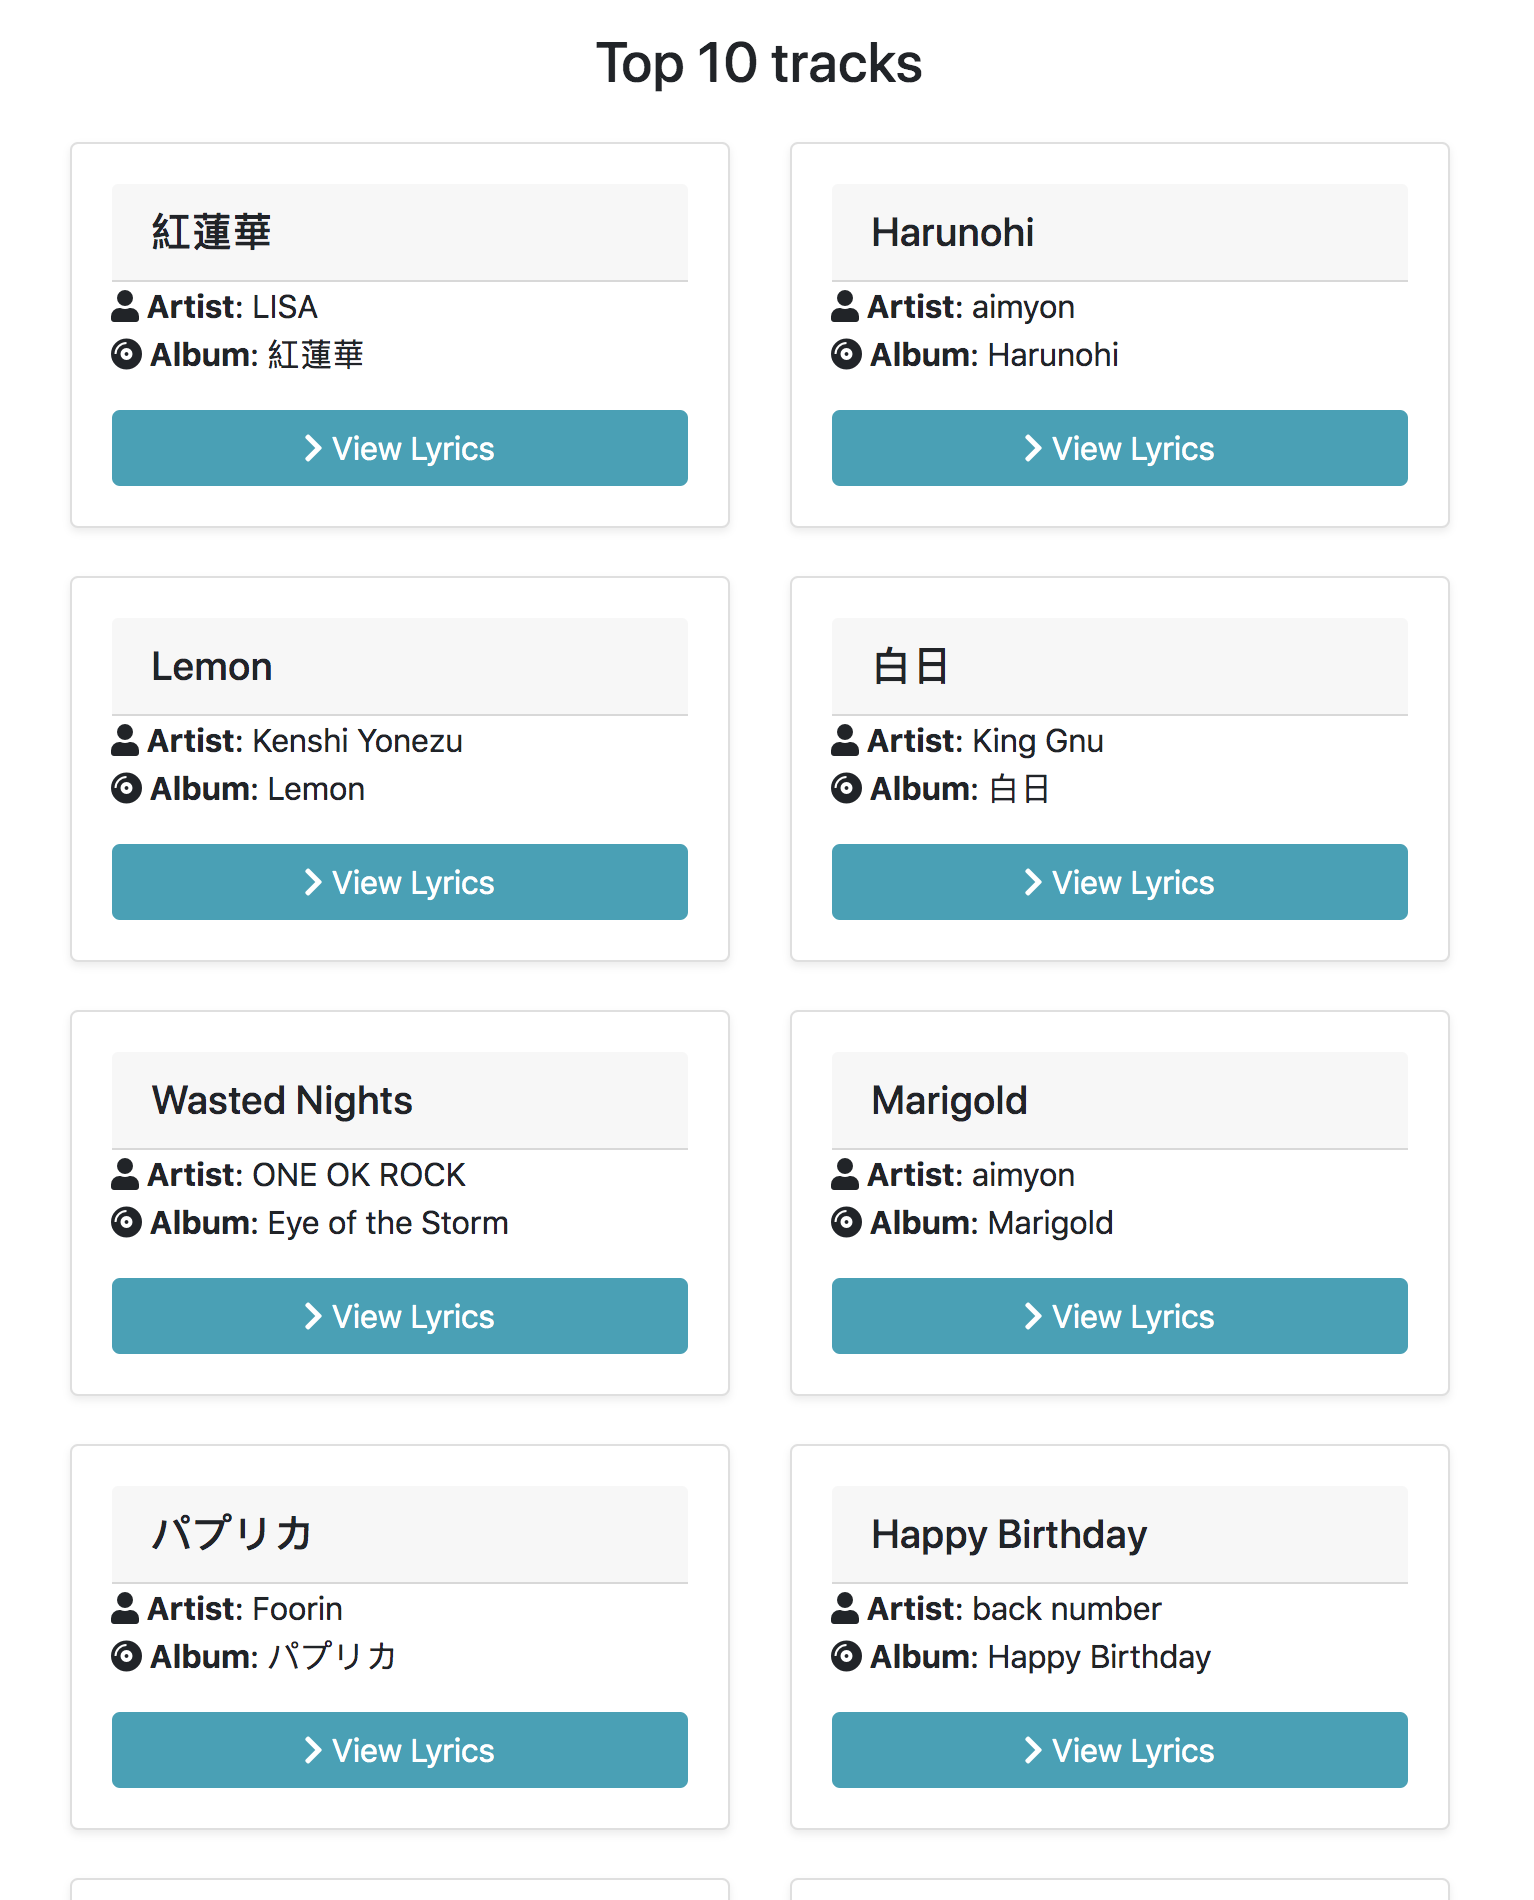 Top 10 tracks
紅蓮華
Artist: LISA
Album: 紅蓮華
View Lyrics
Harunohi
Artist: aimyon
Album: Harunohi
View Lyrics
Lemon
Artist: Kenshi Yonezu
Album: Lemon
View Lyrics
白日
Artist: King Gnu
Album: 白日
View Lyrics
Wasted Nights
Artist: ONE OK ROCK
Album: Eye of the Storm
View Lyrics
Marigold
Artist: aimyon
Album: Marigold
View Lyrics
パプリカ
Artist: Foorin
Album: パプリカ
View Lyrics
Happy Birthday
Artist: back number
Album: Happy Birthday
View Lyrics